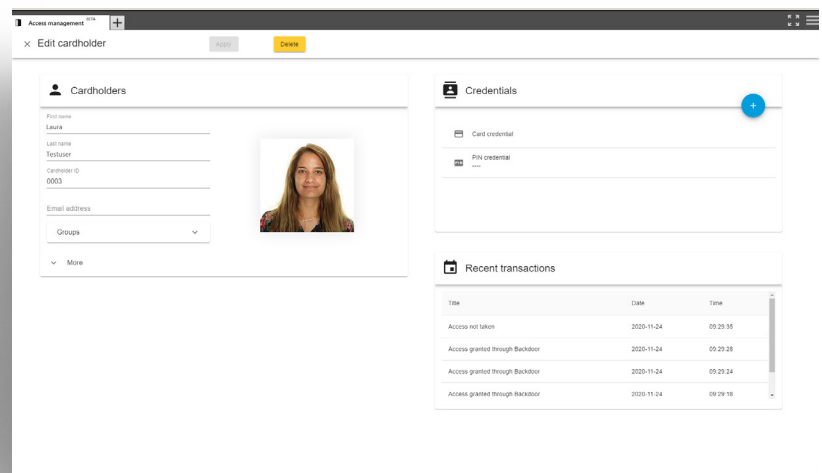 Access management BETA
Edit cardholder
Apply
Delete
Cardholders
First name
Laura
Last name
Testuser
Cardholder ID
0003
Email address
Groups
More
Credentials
Card credential
PIN credential
····
Recent transactions
Title Date Time
Access not taken 2020-11-24 09:29:35
Access granted through Backdoor 2020-11-24 09:29:28
Access granted through Backdoor 2020-11-24 09:29:24
Access granted through Backdoor 2020-11-24 09:29:18